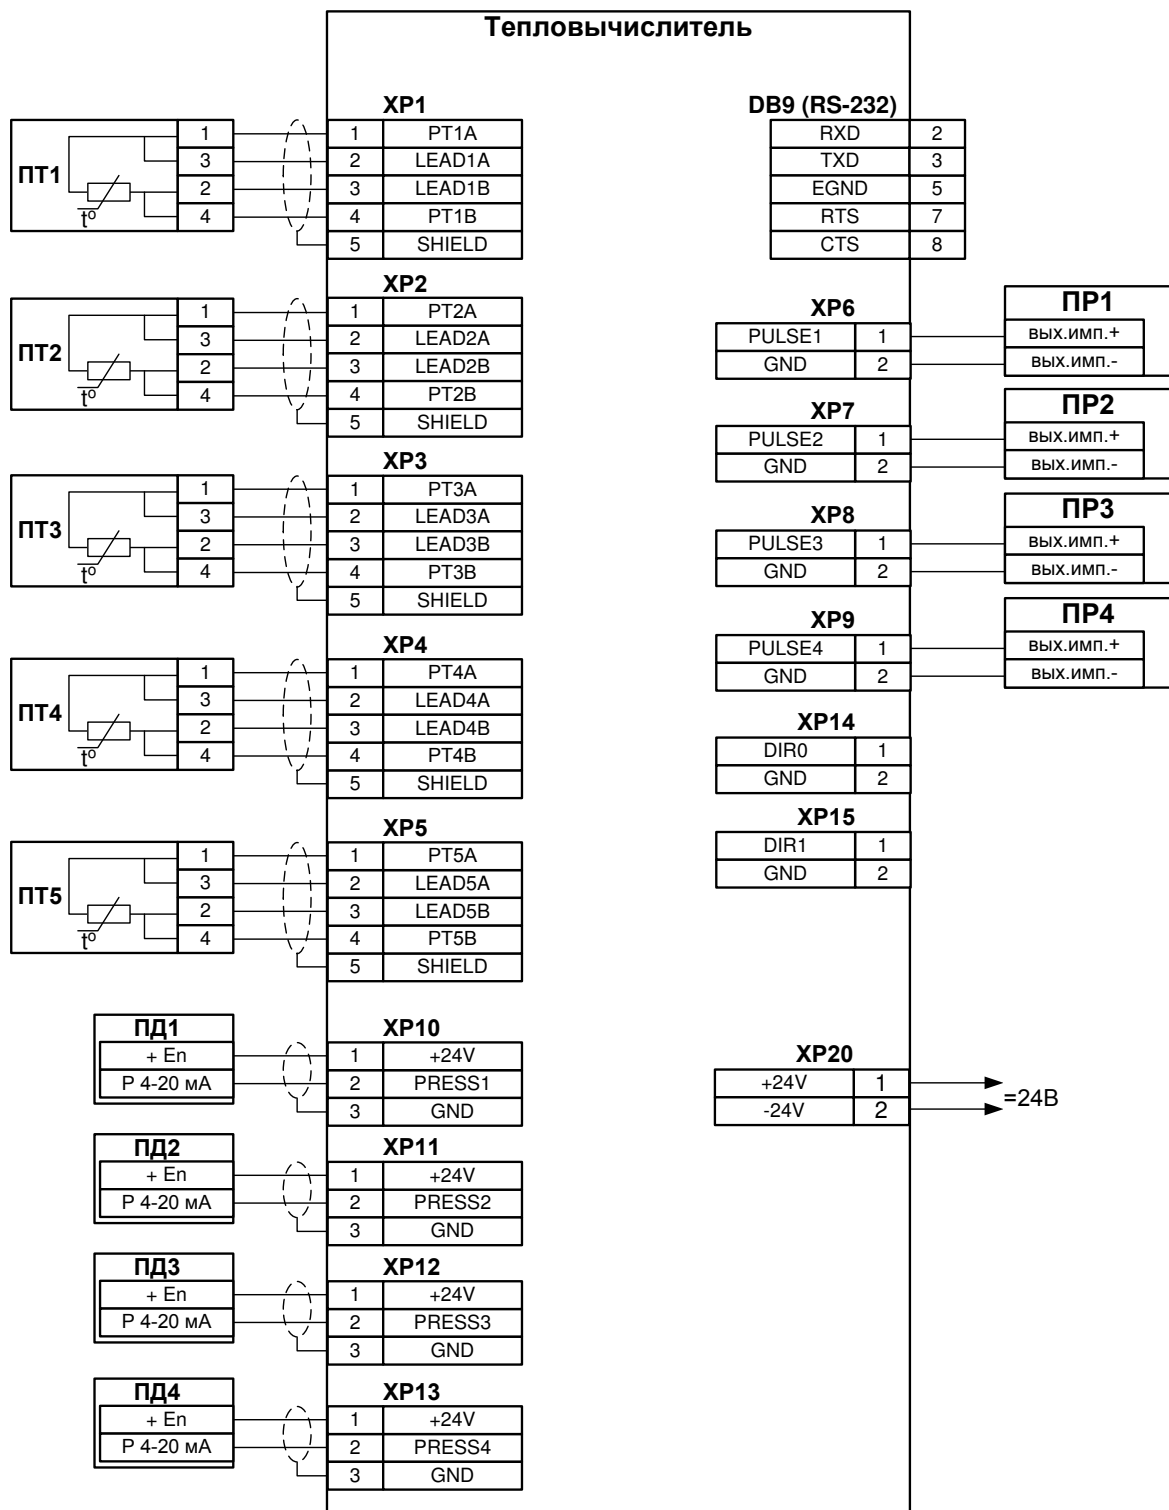 Тепловычислитель
XP1
ПТ1
1
3
2
4
tº
1 PT1A
2 LEAD1A
3 LEAD1B
4 PT1B
5 SHIELD
XP2
ПТ2
1
3
2
4
tº
1 PT2A
2 LEAD2A
3 LEAD2B
4 PT2B
5 SHIELD
XP3
ПТ3
1
3
2
4
tº
1 PT3A
2 LEAD3A
3 LEAD3B
4 PT3B
5 SHIELD
XP4
ПТ4
1
3
2
4
tº
1 PT4A
2 LEAD4A
3 LEAD4B
4 PT4B
5 SHIELD
XP5
ПТ5
1
3
2
4
tº
1 PT5A
2 LEAD5A
3 LEAD5B
4 PT5B
5 SHIELD
ПД1
+ En
P 4-20 мА
XP10
1 +24V
2 PRESS1
3 GND
ПД2
+ En
P 4-20 мА
XP11
1 +24V
2 PRESS2
3 GND
ПД3
+ En
P 4-20 мА
XP12
1 +24V
2 PRESS3
3 GND
ПД4
+ En
P 4-20 мА
XP13
1 +24V
2 PRESS4
3 GND
DB9 (RS-232)
RXD 2
TXD 3
EGND 5
RTS 7
CTS 8
XP6
PULSE1 1
GND 2
ПР1
вых.имп.+
вых.имп.-
XP7
PULSE2 1
GND 2
ПР2
вых.имп.+
вых.имп.-
XP8
PULSE3 1
GND 2
ПР3
вых.имп.+
вых.имп.-
XP9
PULSE4 1
GND 2
ПР4
вых.имп.+
вых.имп.-
XP14
DIR0 1
GND 2
XP15
DIR1 1
GND 2
XP20
+24V 1
-24V 2
=24В